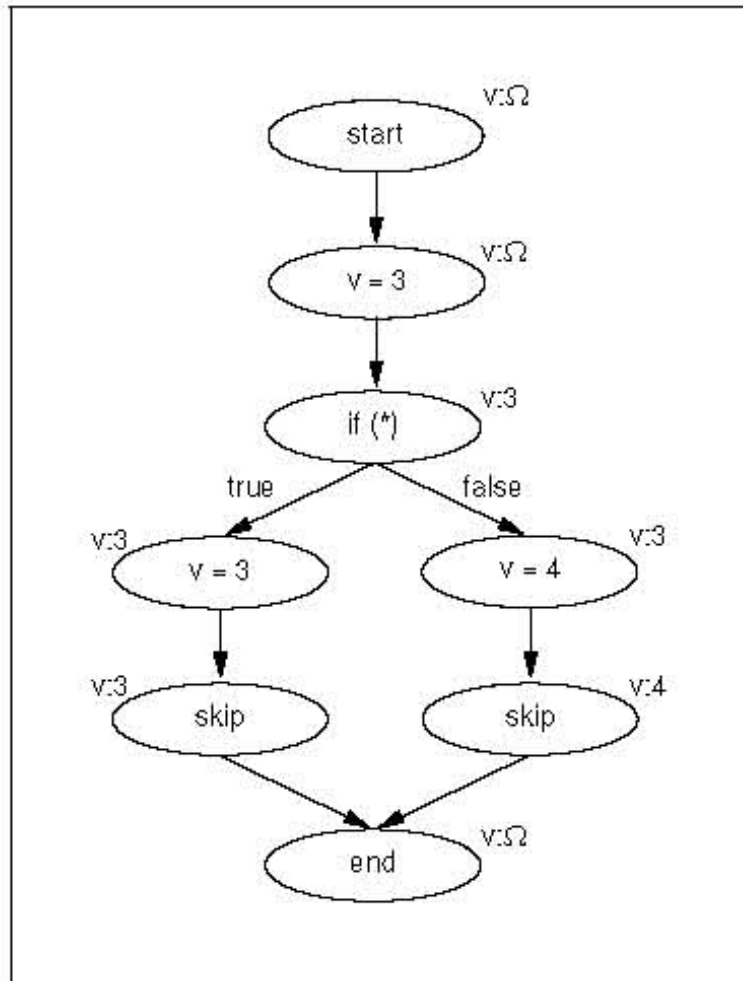 v:Ω
start
v:Ω
v = 3
v:3
if (*)
true false
v:3 v:3
v = 3 v = 4
v:3 v:4
skip skip
v:Ω
end